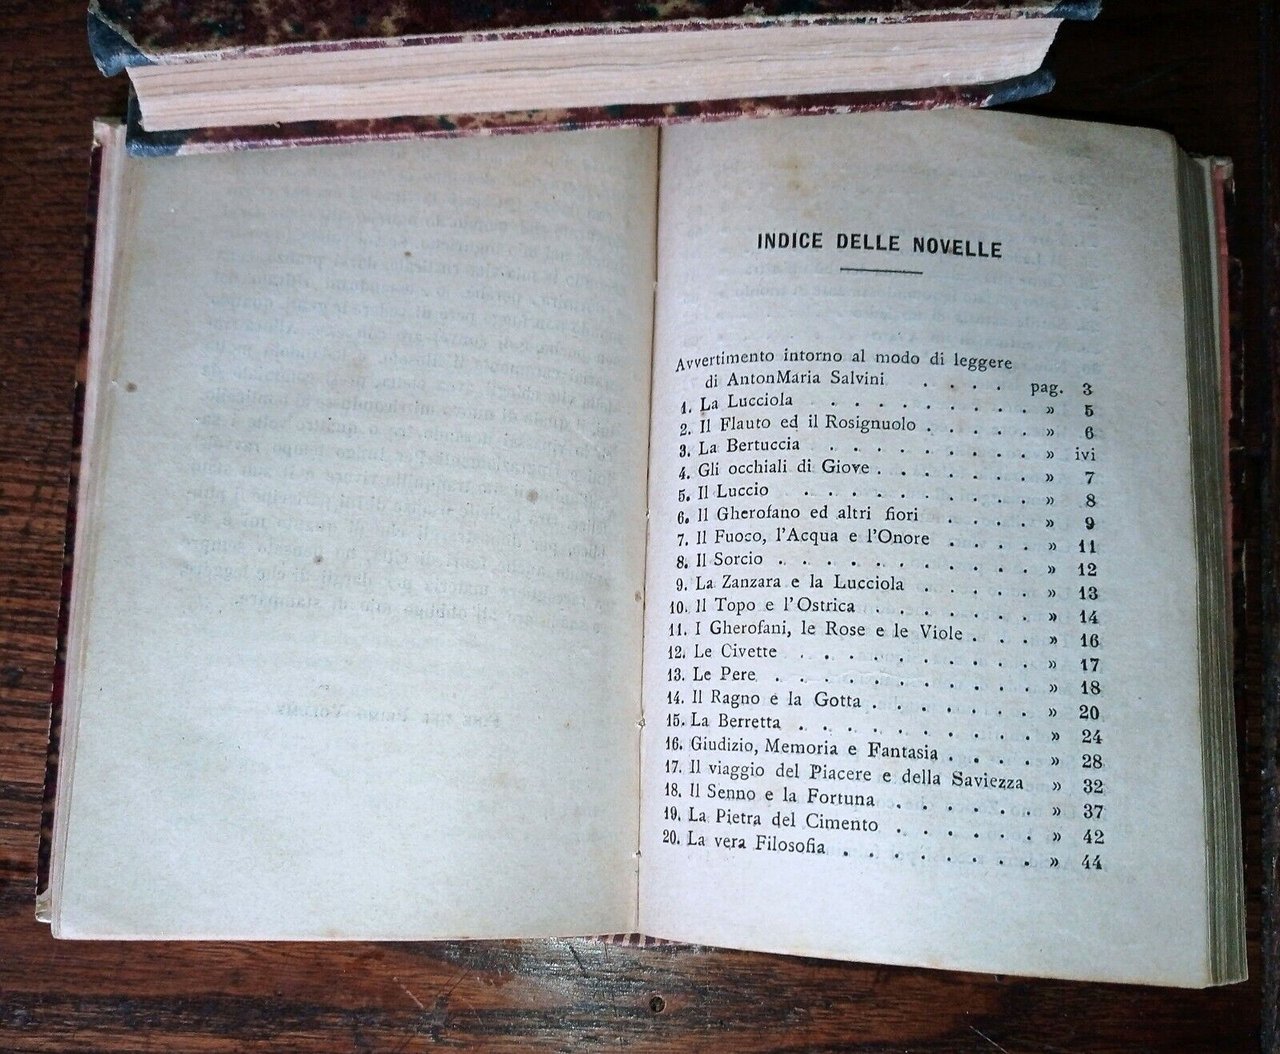 INDICE DELLE NOVELLE
Avvertimento intorno al modo di leggere
di AntonMaria Salvini . . . . pag. 3
1. La Lucciola . . . . . . . . . . » 5
2. Il Flauto ed il Rosignuolo . . . . . » 6
3. La Bertuccia . . . . . . . . . » ivi
4. Gli occhiali di Giove . . . . . . . » 7
5. Il Luccio . . . . . . . . . . » 8
6. Il Gherofano ed altri fiori . . . . » 9
7. Il Fuoco, l'Acqua e l'Onore . . . . » 11
8. Il Sorcio . . . . . . . . . . . » 12
9. La Zanzara e la Lucciola . . . . . » 13
10. Il Topo e l'Ostrica . . . . . . . » 14
11. I Gherofani, le Rose e le Viole . . . » 16
12. Le Civette . . . . . . . . . . » 17
13. Le Pere . . . . . . . . . . . » 18
14. Il Ragno e la Gotta . . . . . . . » 20
15. La Berretta . . . . . . . . . . » 24
16. Giudizio, Memoria e Fantasia . . . . » 28
17. Il viaggio del Piacere e della Saviezza » 32
18. Il Senno e la Fortuna . . . . . . » 37
19. La Pietra del Cimento . . . . . . » 42
20. La vera Filosofia . . . . . . . . » 44